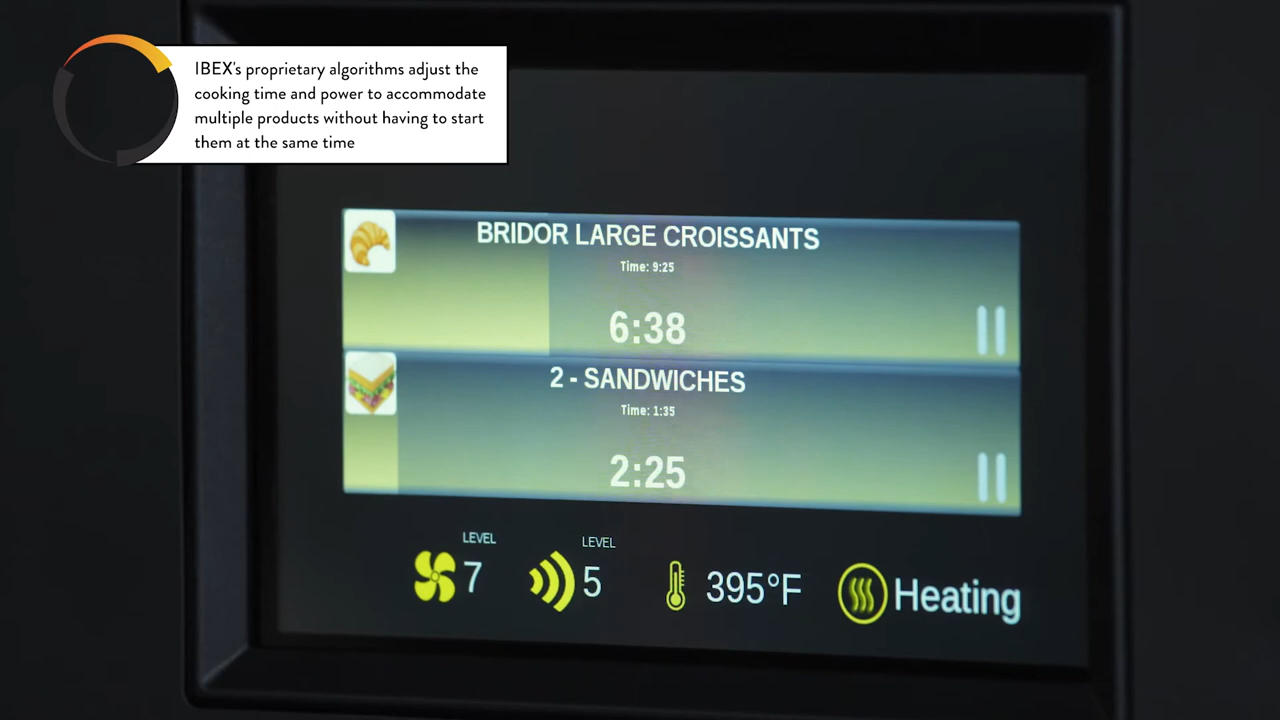 IBEX's proprietary algorithms adjust the
cooking time and power to accommodate
multiple products without having to start
them at the same time
BRIDOR LARGE CROISSANTS
Time: 9:25
6:38
2 - SANDWICHES
Time: 1:35
2:25
LEVEL
7
LEVEL
5
395°F
Heating